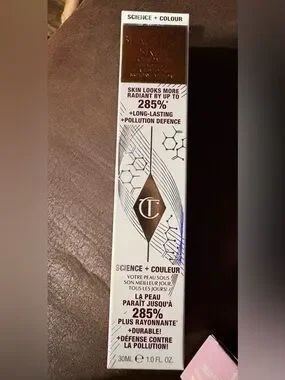 SCIENCE + COLOUR
SKIN LOOKS MORE
RADIANT BY UP TO
285%*
+LONG-LASTING
+POLLUTION DEFENCE
CT
SCIENCE + COULEUR
VOTRE PEAU SOUS
SON MEILLEUR JOUR,
TOUS LES JOURS!
LA PEAU
PARAÎT JUSQU'À
285%
PLUS RAYONNANTE*
+DURABLE!
+DÉFENSE CONTRE
LA POLLUTION!
30ML ℮ 1.0 FL. OZ.